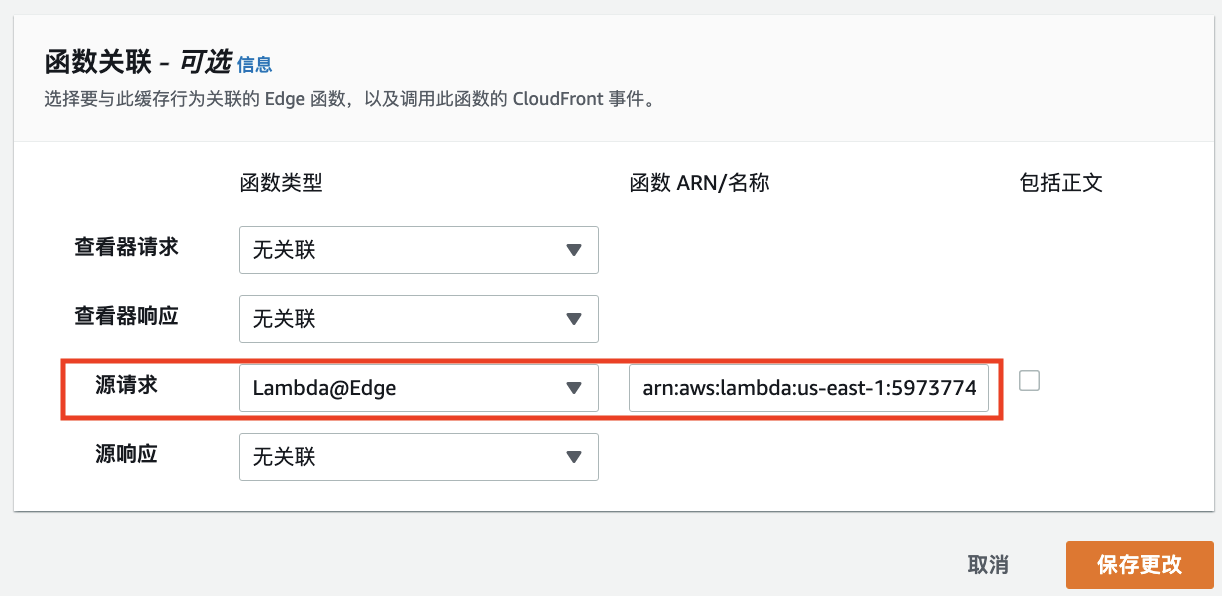 函数关联 - 可选 信息
选择要与此缓存行为关联的 Edge 函数，以及调用此函数的 CloudFront 事件。
函数类型 函数 ARN/名称 包括正文
查看器请求 无关联
查看器响应 无关联
源请求 Lambda@Edge arn:aws:lambda:us-east-1:5973774
源响应 无关联
取消 保存更改